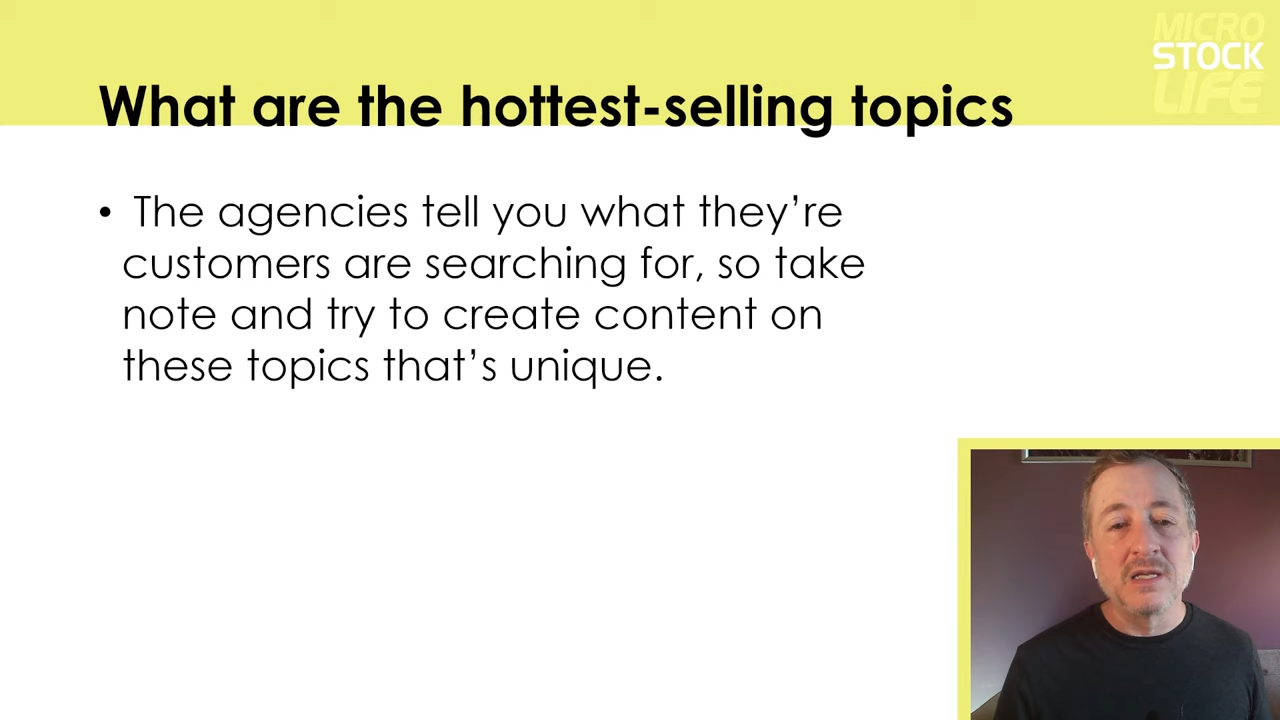 MICRO
STOCK
LIFE
What are the hottest-selling topics
• The agencies tell you what they’re
customers are searching for, so take
note and try to create content on
these topics that’s unique.